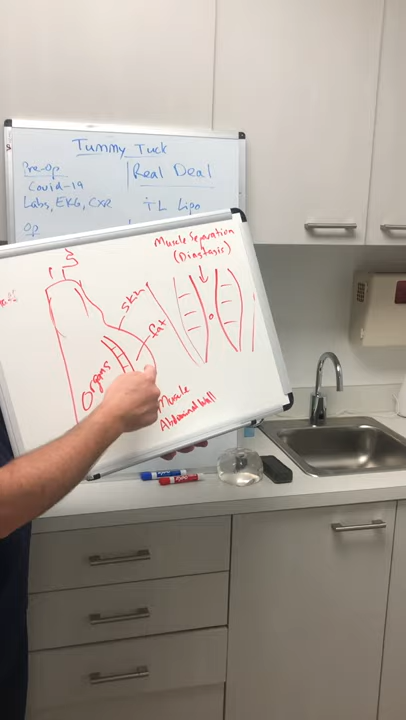 Tummy Tuck
Pre-Op
Covid-19
Labs, EKG, CXR
Op
Real Deal
Lipo
Muscle Separation
(Diastasis)
Skin
fat
Organs
Muscle
Abdominal Wall